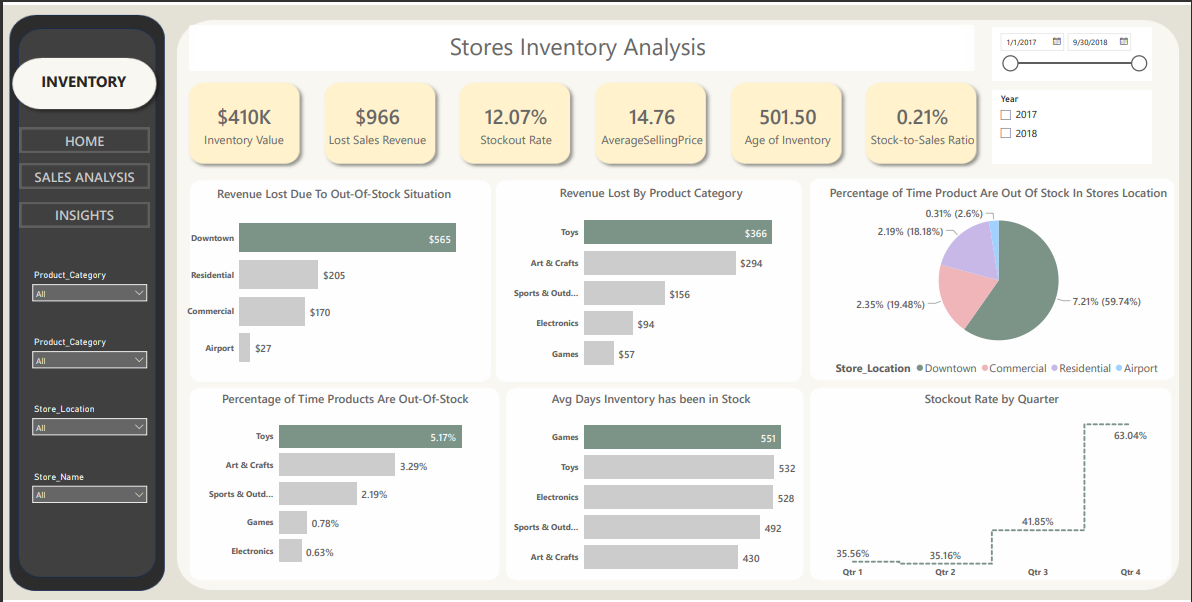 INVENTORY
HOME
SALES ANALYSIS
INSIGHTS
Product_Category
All
Product_Category
All
Store_Location
All
Store_Name
All
Stores Inventory Analysis
1/1/2017 9/30/2018
Year
2017
2018
$410K
Inventory Value
$966
Lost Sales Revenue
12.07%
Stockout Rate
14.76
AverageSellingPrice
501.50
Age of Inventory
0.21%
Stock-to-Sales Ratio
Revenue Lost Due To Out-Of-Stock Situation
Downtown $565
Residential $205
Commercial $170
Airport $27
Revenue Lost By Product Category
Toys $366
Art & Crafts $294
Sports & Outd... $156
Electronics $94
Games $57
Percentage of Time Product Are Out Of Stock In Stores Location
0.31% (2.6%)
2.19% (18.18%)
2.35% (19.48%)
7.21% (59.74%)
Store_Location Downtown Commercial Residential Airport
Percentage of Time Products Are Out-Of-Stock
Toys 5.17%
Art & Crafts 3.29%
Sports & Outd... 2.19%
Games 0.78%
Electronics 0.63%
Avg Days Inventory has been in Stock
Games 551
Toys 532
Electronics 528
Sports & Outd... 492
Art & Crafts 430
Stockout Rate by Quarter
63.04%
41.85%
35.56% 35.16%
Qtr 1 Qtr 2 Qtr 3 Qtr 4